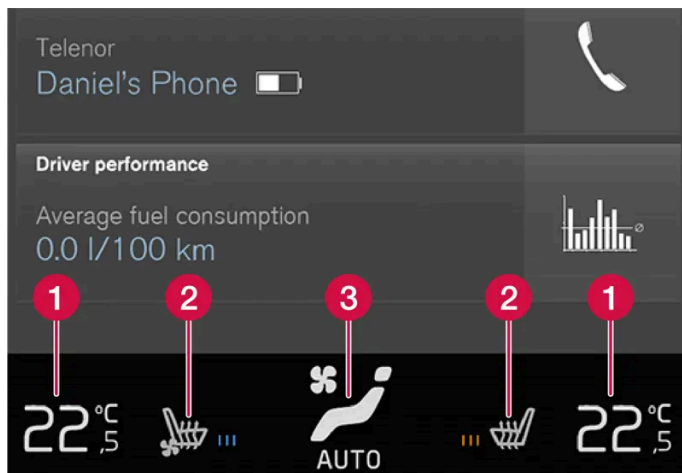 Telenor
Daniel's Phone
Driver performance
Average fuel consumption
0.0 l/100 km
1 2 3 2 1
22,5 °C AUTO 22,5 °C